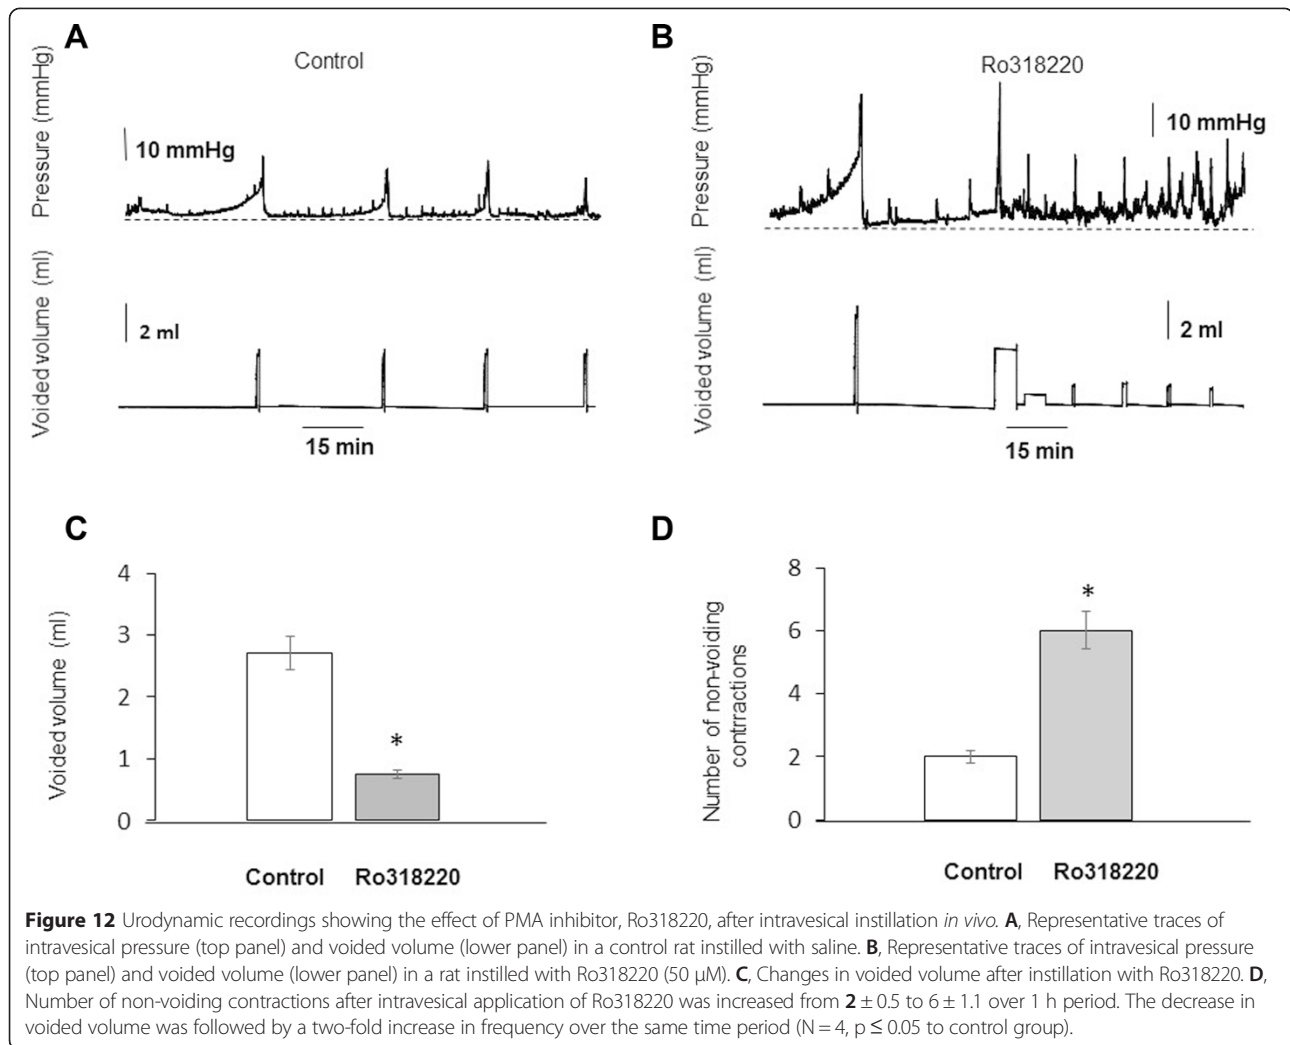 A
Control
Pressure (mmHg)
10 mmHg
Voided volume (ml)
2 ml
15 min
B
Ro318220
Pressure (mmHg)
10 mmHg
Voided volume (ml)
2 ml
15 min
C
Voided volume (ml)
4
3
2
1
0
*
Control Ro318220
D
Number of non-voiding
contrractions
8
6
4
2
0
*
Control Ro318220
Figure 12 Urodynamic recordings showing the effect of PMA inhibitor, Ro318220, after intravesical instillation in vivo. A, Representative traces of
intravesical pressure (top panel) and voided volume (lower panel) in a control rat instilled with saline. B, Representative traces of intravesical pressure
(top panel) and voided volume (lower panel) in a rat instilled with Ro318220 (50 μM). C, Changes in voided volume after instillation with Ro318220. D,
Number of non-voiding contractions after intravesical application of Ro318220 was increased from 2 ± 0.5 to 6 ± 1.1 over 1 h period. The decrease in
voided volume was followed by a two-fold increase in frequency over the same time period (N = 4, p ≤ 0.05 to control group).